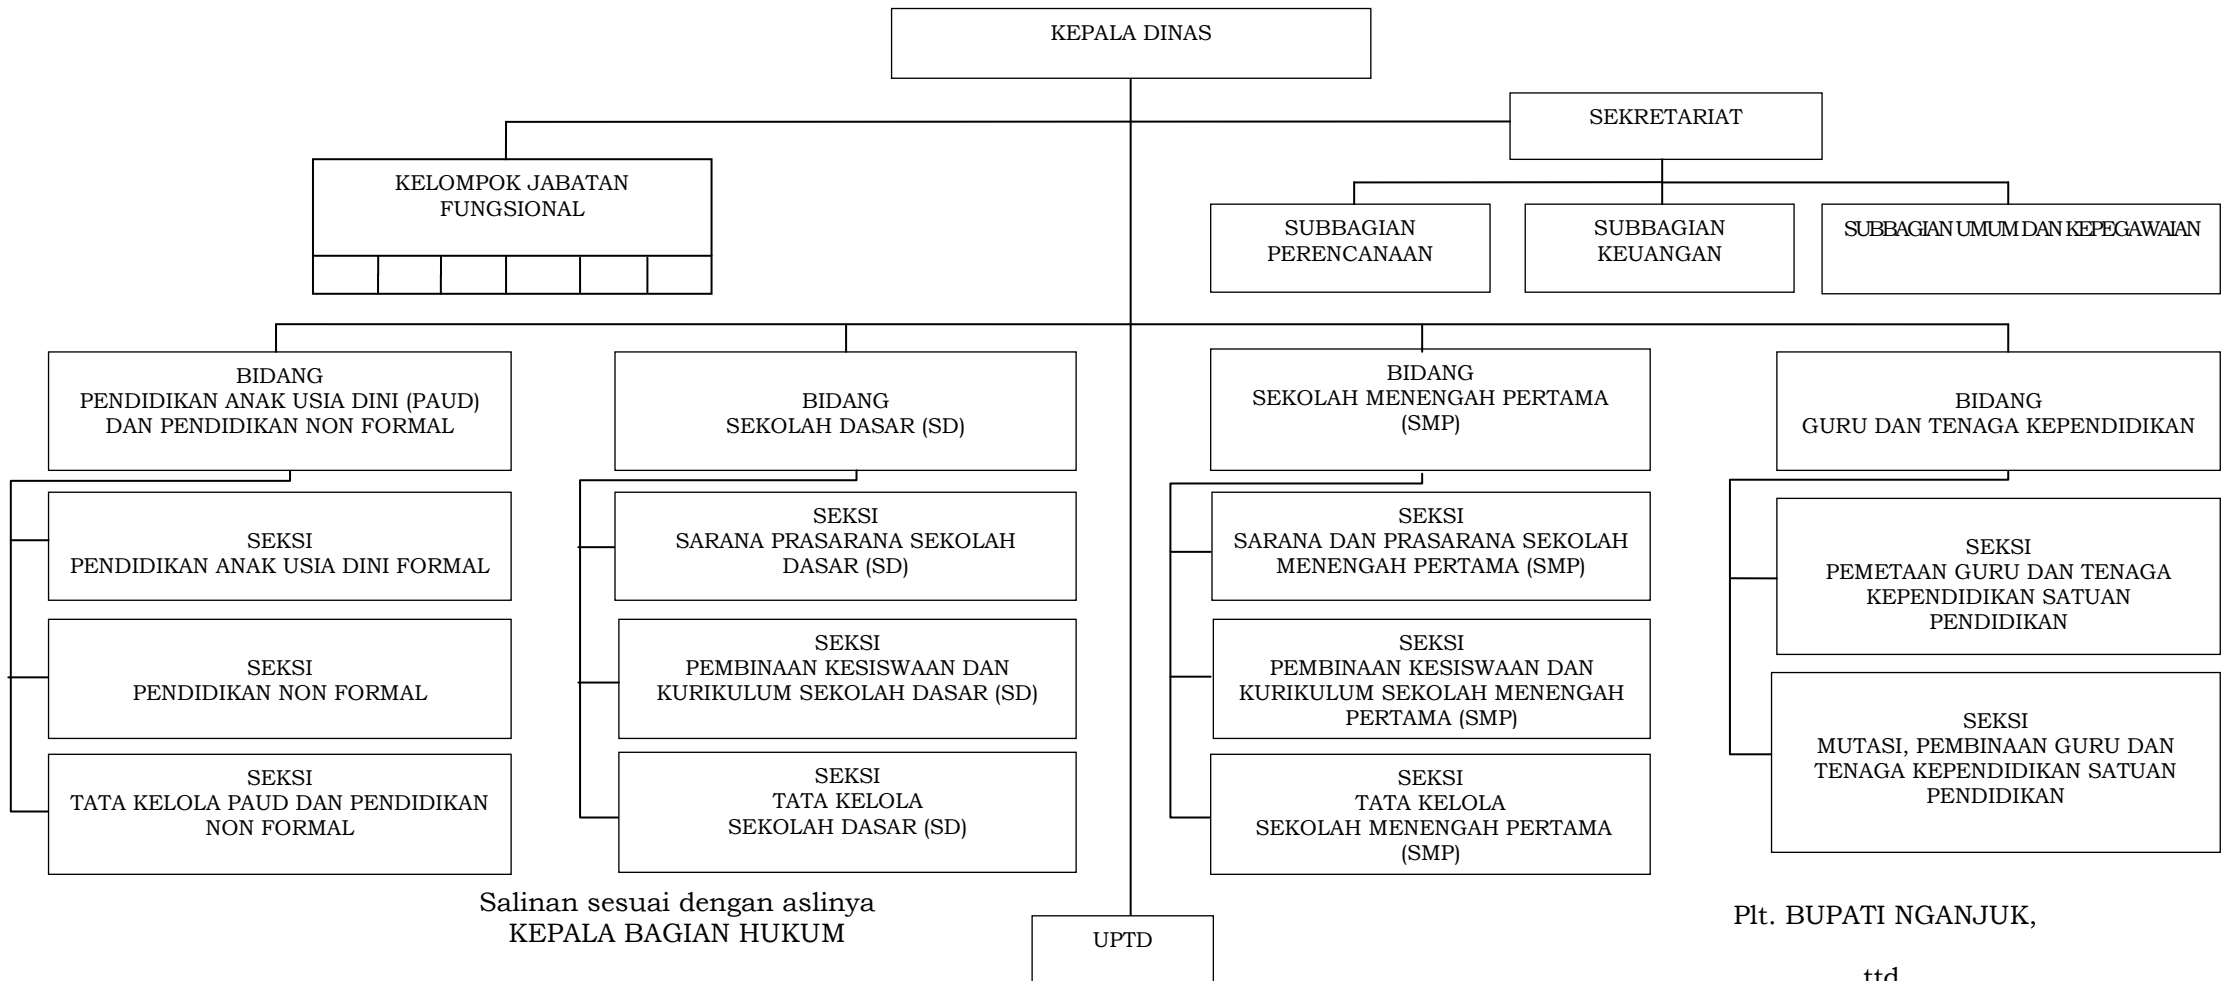 KEPALA DINAS
SEKRETARIAT
KELOMPOK JABATAN
FUNGSIONAL
SUBBAGIAN
PERENCANAAN
SUBBAGIAN
KEUANGAN
SUBBAGIAN UMUM DAN KEPEGAWAIAN
BIDANG
PENDIDIKAN ANAK USIA DINI (PAUD)
DAN PENDIDIKAN NON FORMAL
BIDANG
SEKOLAH DASAR (SD)
BIDANG
SEKOLAH MENENGAH PERTAMA
(SMP)
BIDANG
GURU DAN TENAGA KEPENDIDIKAN
SEKSI
PENDIDIKAN ANAK USIA DINI FORMAL
SEKSI
SARANA PRASARANA SEKOLAH
DASAR (SD)
SEKSI
SARANA DAN PRASARANA SEKOLAH
MENENGAH PERTAMA (SMP)
SEKSI
PEMETAAN GURU DAN TENAGA
KEPENDIDIKAN SATUAN
PENDIDIKAN
SEKSI
PENDIDIKAN NON FORMAL
SEKSI
PEMBINAAN KESISWAAN DAN
KURIKULUM SEKOLAH DASAR (SD)
SEKSI
PEMBINAAN KESISWAAN DAN
KURIKULUM SEKOLAH MENENGAH
PERTAMA (SMP)
SEKSI
MUTASI, PEMBINAAN GURU DAN
TENAGA KEPENDIDIKAN SATUAN
PENDIDIKAN
SEKSI
TATA KELOLA PAUD DAN PENDIDIKAN
NON FORMAL
SEKSI
TATA KELOLA
SEKOLAH DASAR (SD)
SEKSI
TATA KELOLA
SEKOLAH MENENGAH PERTAMA
(SMP)
Salinan sesuai dengan aslinya
KEPALA BAGIAN HUKUM
UPTD
Plt. BUPATI NGANJUK,
ttd